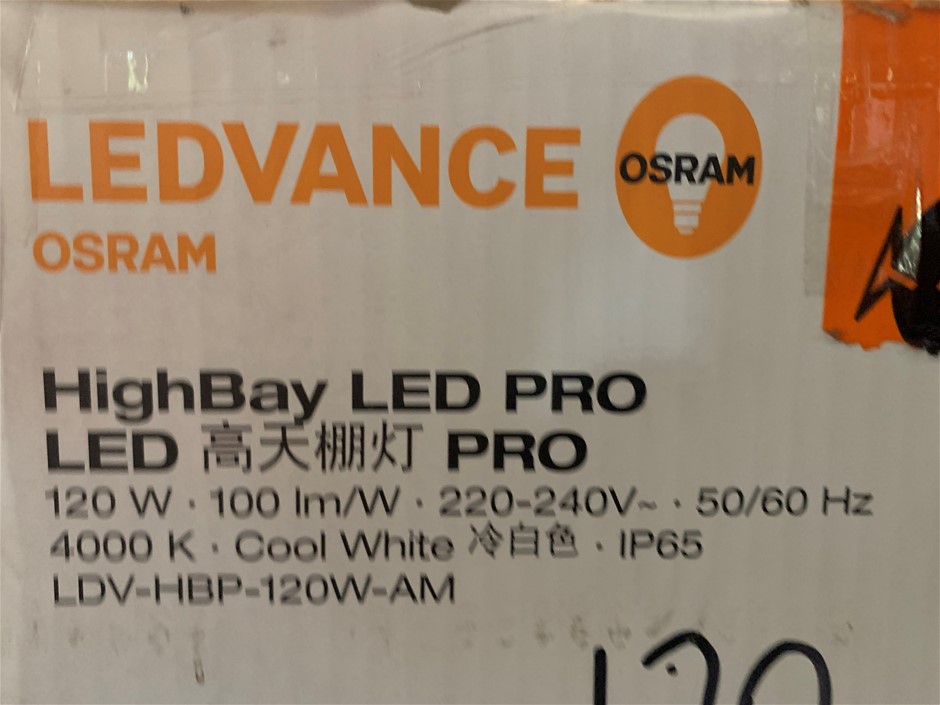 LEDVANCE
OSRAM
OSRAM
HighBay LED PRO
LED 高天棚灯 PRO
120 W · 100 lm/W · 220-240V~ · 50/60 Hz
4000 K · Cool White 冷白色 · IP65
LDV-HBP-120W-AM